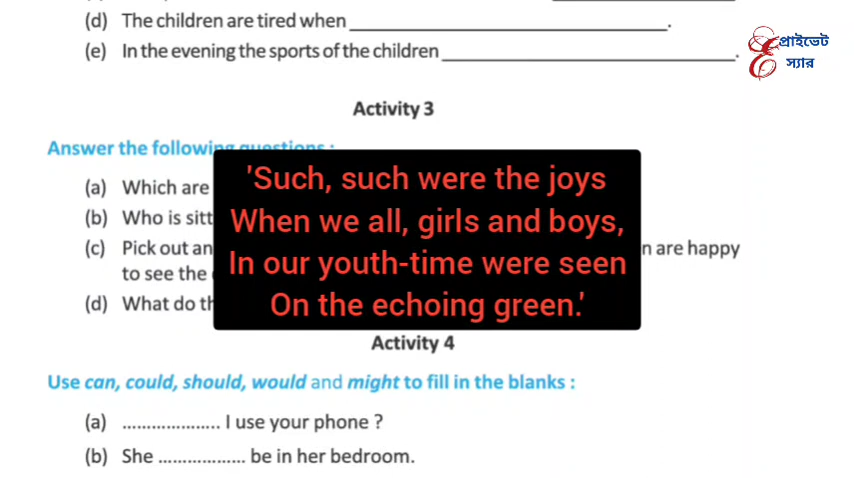 (d) The children are tired when ______________________________.
প্রাইভেট
(e) In the evening the sports of the children ____________________________.
স্যার
Activity 3
Answer the following questions :
(a) Which are
'Such, such were the joys
(b) Who is sitt
When we all, girls and boys,
(c) Pick out an
In our youth-time were seen
n are happy
to see the
On the echoing green.'
(d) What do th
Activity 4
Use can, could, should, would and might to fill in the blanks :
(a) .................... I use your phone ?
(b) She .................. be in her bedroom.